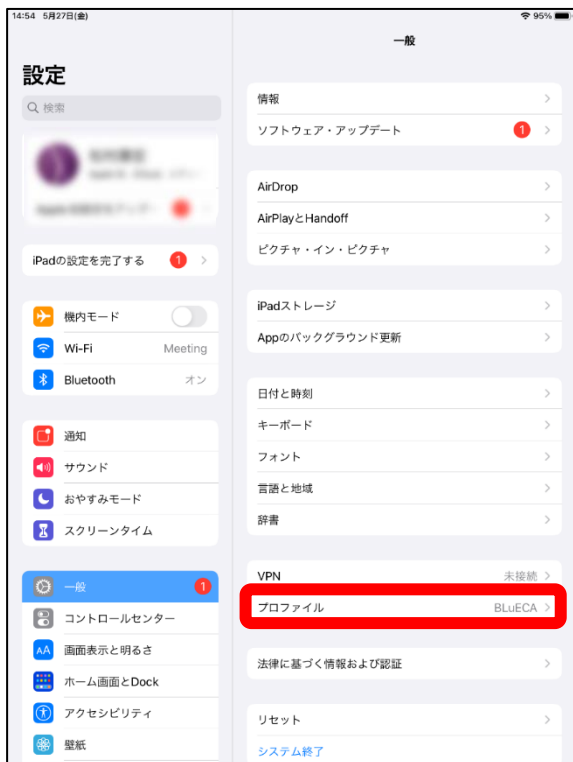 14:54 5月27日(金)
95%
設定
検索
iPadの設定を完了する 1
機内モード
Wi-Fi Meeting
Bluetooth オン
通知
サウンド
おやすみモード
スクリーンタイム
一般 1
コントロールセンター
AA 画面表示と明るさ
ホーム画面とDock
アクセシビリティ
壁紙
一般
情報
ソフトウェア・アップデート 1
AirDrop
AirPlayとHandoff
ピクチャ・イン・ピクチャ
iPadストレージ
Appのバックグラウンド更新
日付と時刻
キーボード
フォント
言語と地域
辞書
VPN 未接続
プロファイル BLuECA
法律に基づく情報および認証
リセット
システム終了